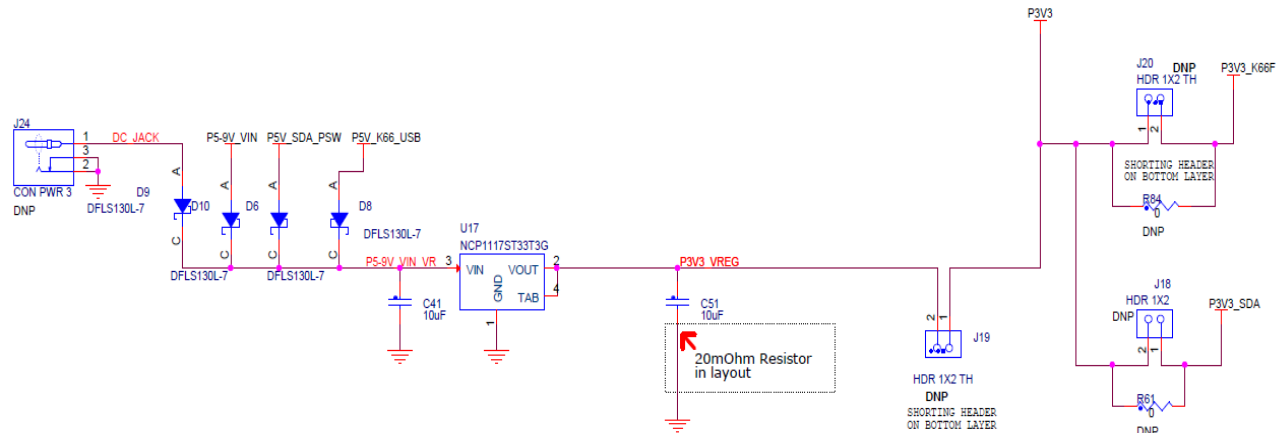 P3V3
J20
DNP
HDR 1X2 TH
P3V3_K66F
1
2
SHORTING HEADER
ON BOTTOM LAYER
R84
0
DNP
J24
1
3
2
DC_JACK
CON PWR 3
DNP
P5-9V_VIN
P5V_SDA_PSW
P5V_K66_USB
A
A
A
A
D9
DFLS130L-7
D10
D6
D8
DFLS130L-7
C
C
C
C
DFLS130L-7
DFLS130L-7
P5-9V_VIN_VR
U17
NCP1117ST33T3G
3
VIN
VOUT
2
TAB
4
GND
1
C41
10uF
P3V3_VREG
C51
10uF
20mOhm Resistor
in layout
2
1
J19
HDR 1X2 TH
DNP
SHORTING HEADER
ON BOTTOM LAYER
J18
HDR 1X2
DNP
P3V3_SDA
2
1
R61
0
DNP